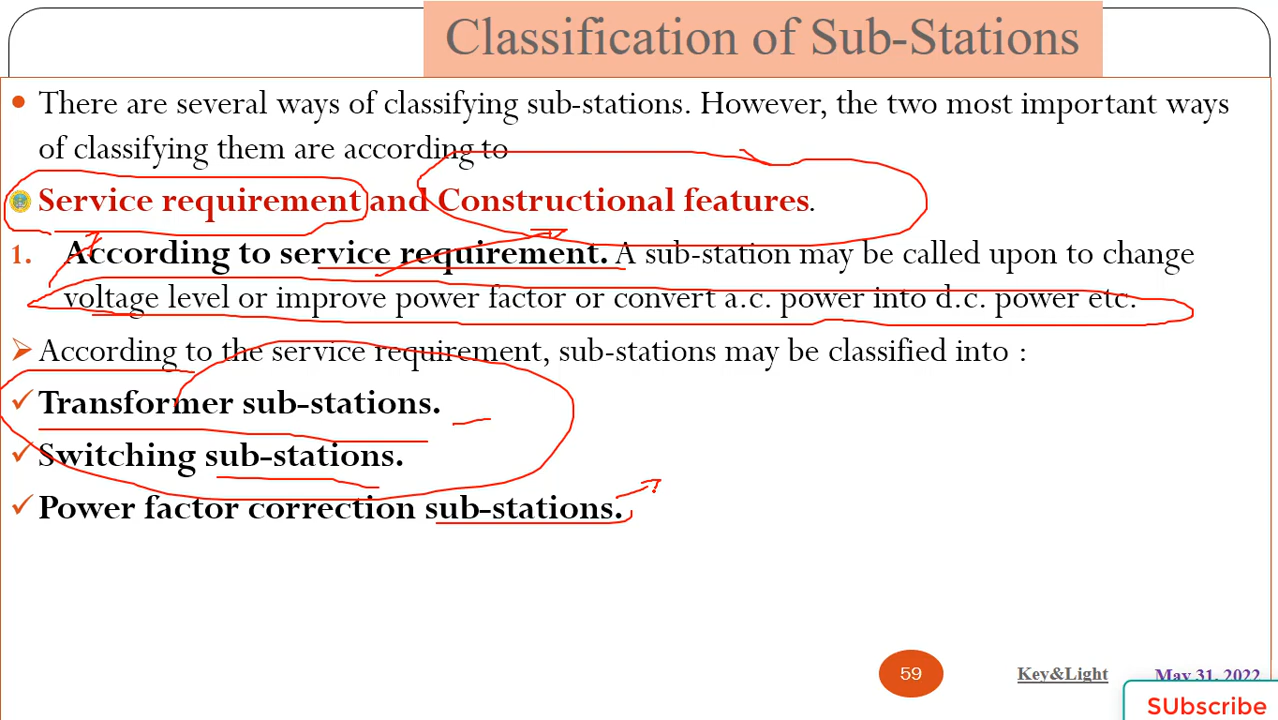 Classification of Sub-Stations
There are several ways of classifying sub-stations. However, the two most important ways
of classifying them are according to
Service requirement and Constructional features.
1. According to service requirement. A sub-station may be called upon to change
voltage level or improve power factor or convert a.c. power into d.c. power etc.
According to the service requirement, sub-stations may be classified into :
Transformer sub-stations.
Switching sub-stations.
Power factor correction sub-stations.
59
Key&Light
May 31, 2022
SUbscribe